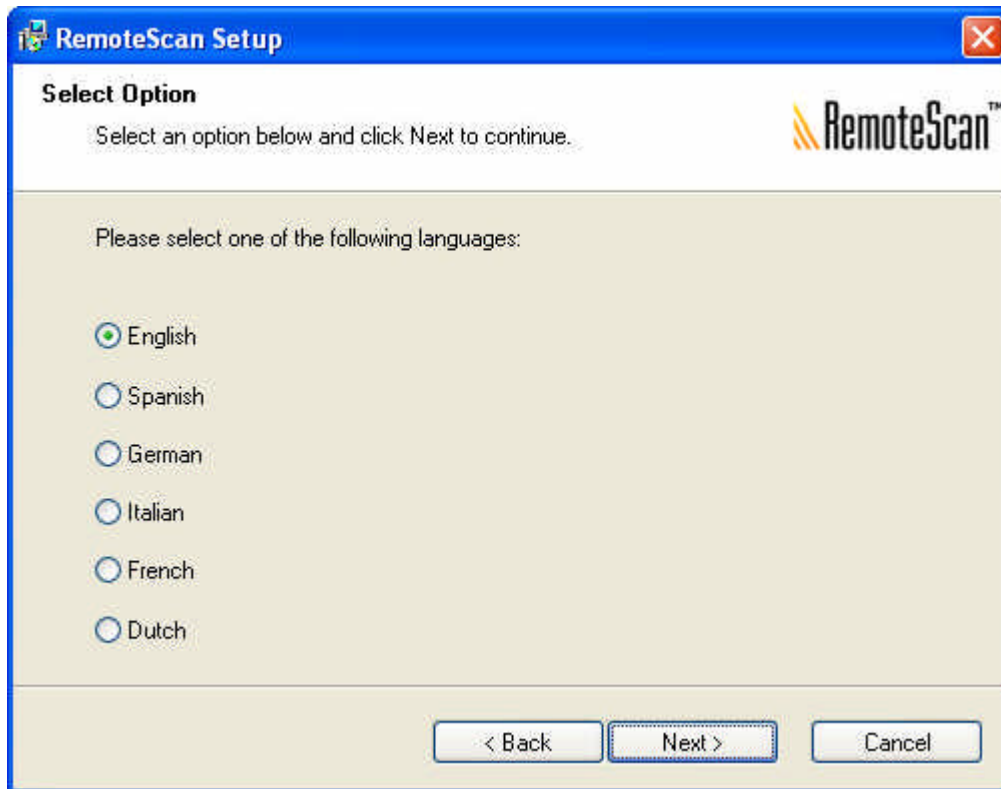 RemoteScan Setup
Select Option
Select an option below and click Next to continue.
RemoteScan™
Please select one of the following languages:
English
Spanish
German
Italian
French
Dutch
< Back
Next >
Cancel